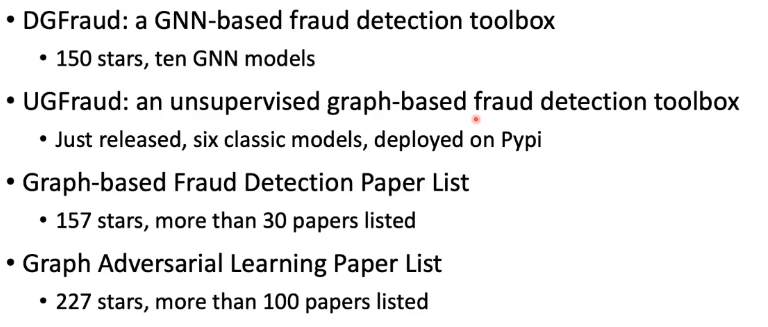 • DGFraud: a GNN-based fraud detection toolbox
• 150 stars, ten GNN models
• UGFraud: an unsupervised graph-based fraud detection toolbox
• Just released, six classic models, deployed on Pypi
• Graph-based Fraud Detection Paper List
• 157 stars, more than 30 papers listed
• Graph Adversarial Learning Paper List
• 227 stars, more than 100 papers listed